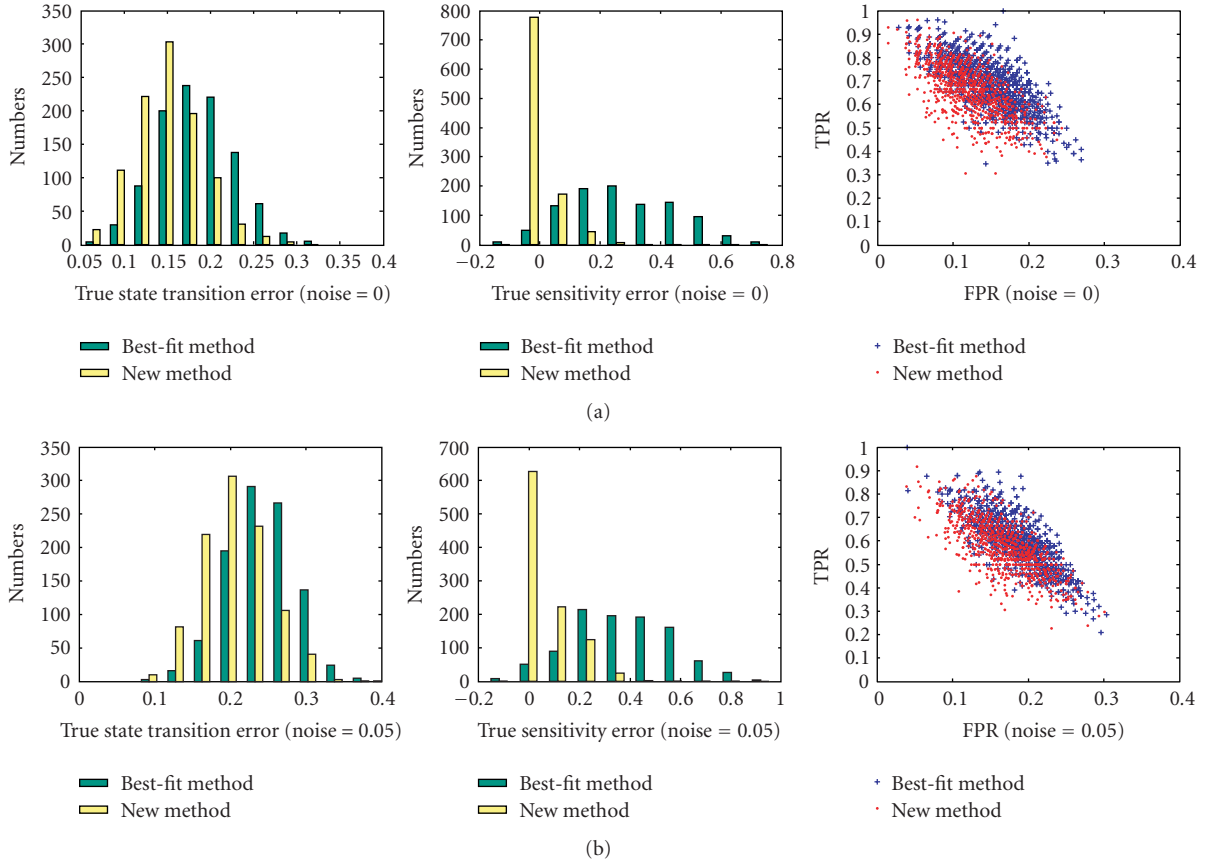 350
300
250
200
150
100
50
0
Numbers
0.05 0.1 0.15 0.2 0.25 0.3 0.35 0.4
True state transition error (noise = 0)
Best-fit method
New method
800
700
600
500
400
300
200
100
0
Numbers
−0.2 0 0.2 0.4 0.6 0.8
True sensitivity error (noise = 0)
Best-fit method
New method
1
0.9
0.8
0.7
0.6
0.5
0.4
0.3
0.2
0.1
0
TPR
0 0.1 0.2 0.3 0.4
FPR (noise = 0)
Best-fit method
New method
(a)
350
300
250
200
150
100
50
0
Numbers
0 0.1 0.2 0.3 0.4
True state transition error (noise = 0.05)
Best-fit method
New method
700
600
500
400
300
200
100
0
Numbers
−0.2 0 0.2 0.4 0.6 0.8 1
True sensitivity error (noise = 0.05)
Best-fit method
New method
1
0.9
0.8
0.7
0.6
0.5
0.4
0.3
0.2
0.1
0
TPR
0 0.1 0.2 0.3 0.4
FPR (noise = 0.05)
Best-fit method
New method
(b)